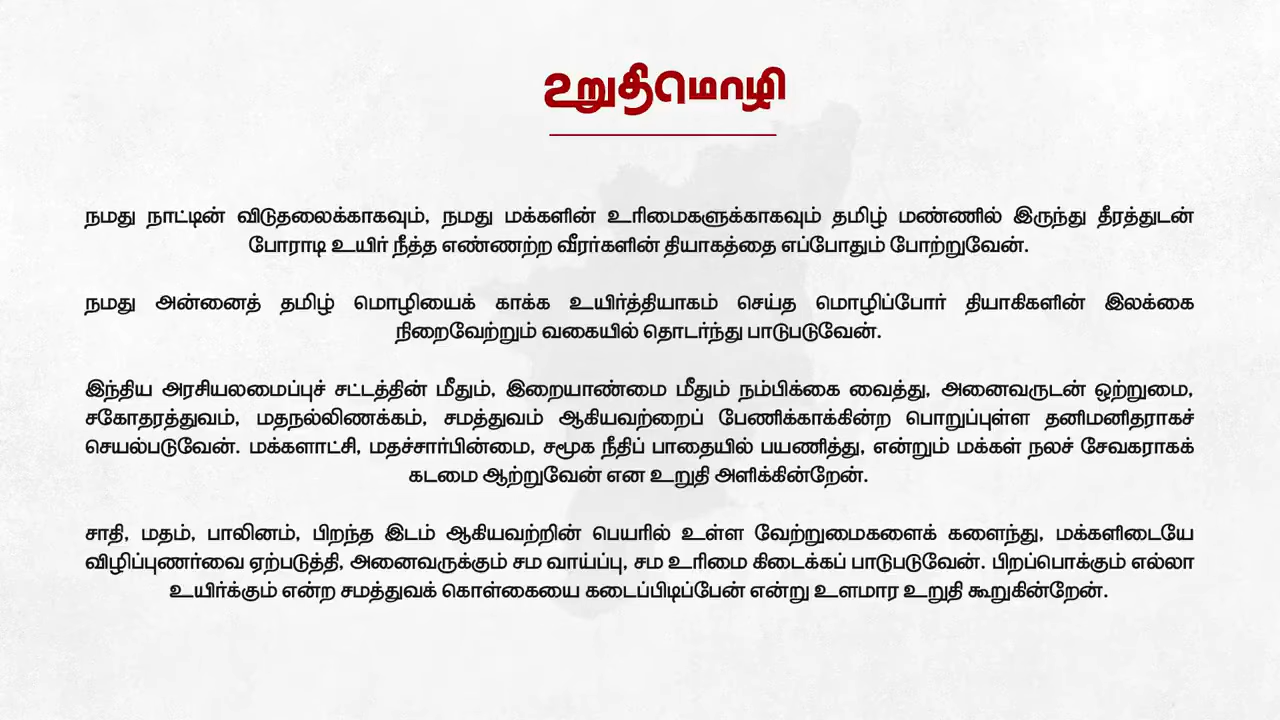 உறுதிமொழி
நமது நாட்டின் விடுதலைக்காகவும், நமது மக்களின் உரிமைகளுக்காகவும் தமிழ் மண்ணில் இருந்து தீரத்துடன்
போராடி உயிர் நீத்த எண்ணற்ற வீரர்களின் தியாகத்தை எப்போதும் போற்றுவேன்.
நமது அன்னைத் தமிழ் மொழியைக் காக்க உயிர்த்தியாகம் செய்த மொழிப்போர் தியாகிகளின் இலக்கை
நிறைவேற்றும் வகையில் தொடர்ந்து பாடுபடுவேன்.
இந்திய அரசியலமைப்புச் சட்டத்தின் மீதும், இறையாண்மை மீதும் நம்பிக்கை வைத்து, அனைவருடன் ஒற்றுமை,
சகோதரத்துவம், மதநல்லிணக்கம், சமத்துவம் ஆகியவற்றைப் பேணிக்காக்கின்ற பொறுப்புள்ள தனிமனிதராகச்
செயல்படுவேன். மக்களாட்சி, மதச்சார்பின்மை, சமூக நீதிப் பாதையில் பயணித்து, என்றும் மக்கள் நலச் சேவகராகக்
கடமை ஆற்றுவேன் என உறுதி அளிக்கின்றேன்.
சாதி, மதம், பாலினம், பிறந்த இடம் ஆகியவற்றின் பெயரில் உள்ள வேற்றுமைகளைக் களைந்து, மக்களிடையே
விழிப்புணர்வை ஏற்படுத்தி, அனைவருக்கும் சம வாய்ப்பு, சம உரிமை கிடைக்கப் பாடுபடுவேன். பிறப்பொக்கும் எல்லா
உயிர்க்கும் என்ற சமத்துவக் கொள்கையை கடைப்பிடிப்பேன் என்று உளமார உறுதி கூறுகின்றேன்.